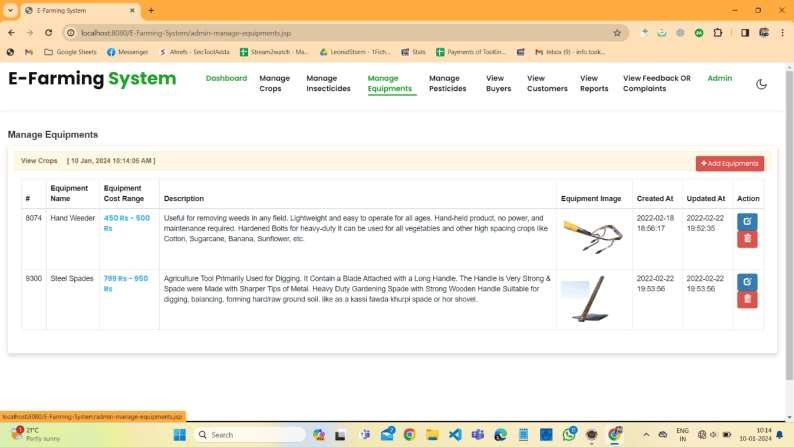 E-Farming System
localhost:8080/E-Farming-System/admin-manage-equipments.jsp
Google Sheets
Messenger
Ahrefs - SeoToolAdda
Stream2watch - Ma...
LeonidStorm - TFich...
Stats
Payments of ToolKin...
Inbox (9) - info.took...
E-Farming System
Dashboard
Manage Crops
Manage Insecticides
Manage Equipments
Manage Pesticides
View Buyers
View Customers
View Reports
View Feedback OR Complaints
Admin
Manage Equipments
View Crops [ 10 Jan, 2024 10:14:05 AM ]
+ Add Equipments
# Equipment Name Equipment Cost Range Description Equipment Image Created At Updated At Action
8074 Hand Weeder 450 Rs - 500 Rs
Useful for removing weeds in any field. Lightweight and easy to operate for all ages. Hand-held product, no power, and
maintenance required. Hardened Bolts for heavy-duty it can be used for all vegetables and other high spacing crops like
Cotton, Sugarcane, Banana, Sunflower, etc.
2022-02-18 18:56:17
2022-02-22 19:52:35
9300 Steel Spades 799 Rs - 950 Rs
Agriculture Tool Primarily Used for Digging. It Contain a Blade Attached with a Long Handle. The Handle is Very Strong &
Spade were Made with Sharper Tips of Metal. Heavy Duty Gardening Spade with Strong Wooden Handle Suitable for
digging, balancing, forming hard/raw ground soil, like as a kassi fawda khurpi spade or hor shovel.
2022-02-22 19:53:56
2022-02-22 19:53:56
localhost:8080/E-Farming-System/admin-manage-equipments.jsp
21°C
Partly sunny
Search
ENG
IN
10:14
10-01-2024